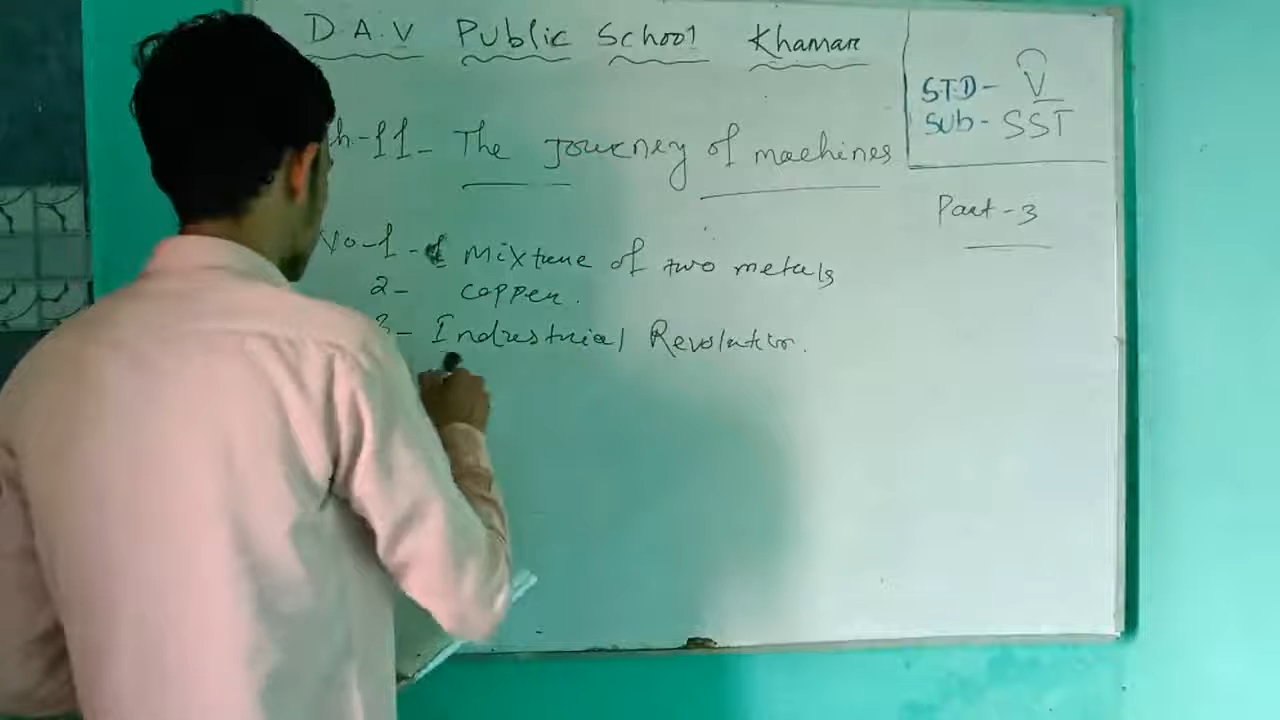 D.A.V Public School Khamar
STD- V
Sub- SST
h-11- The Journey of machines
Part-3
No-1- Mixture of two metals
2- copper.
3- Industrial Revolution.